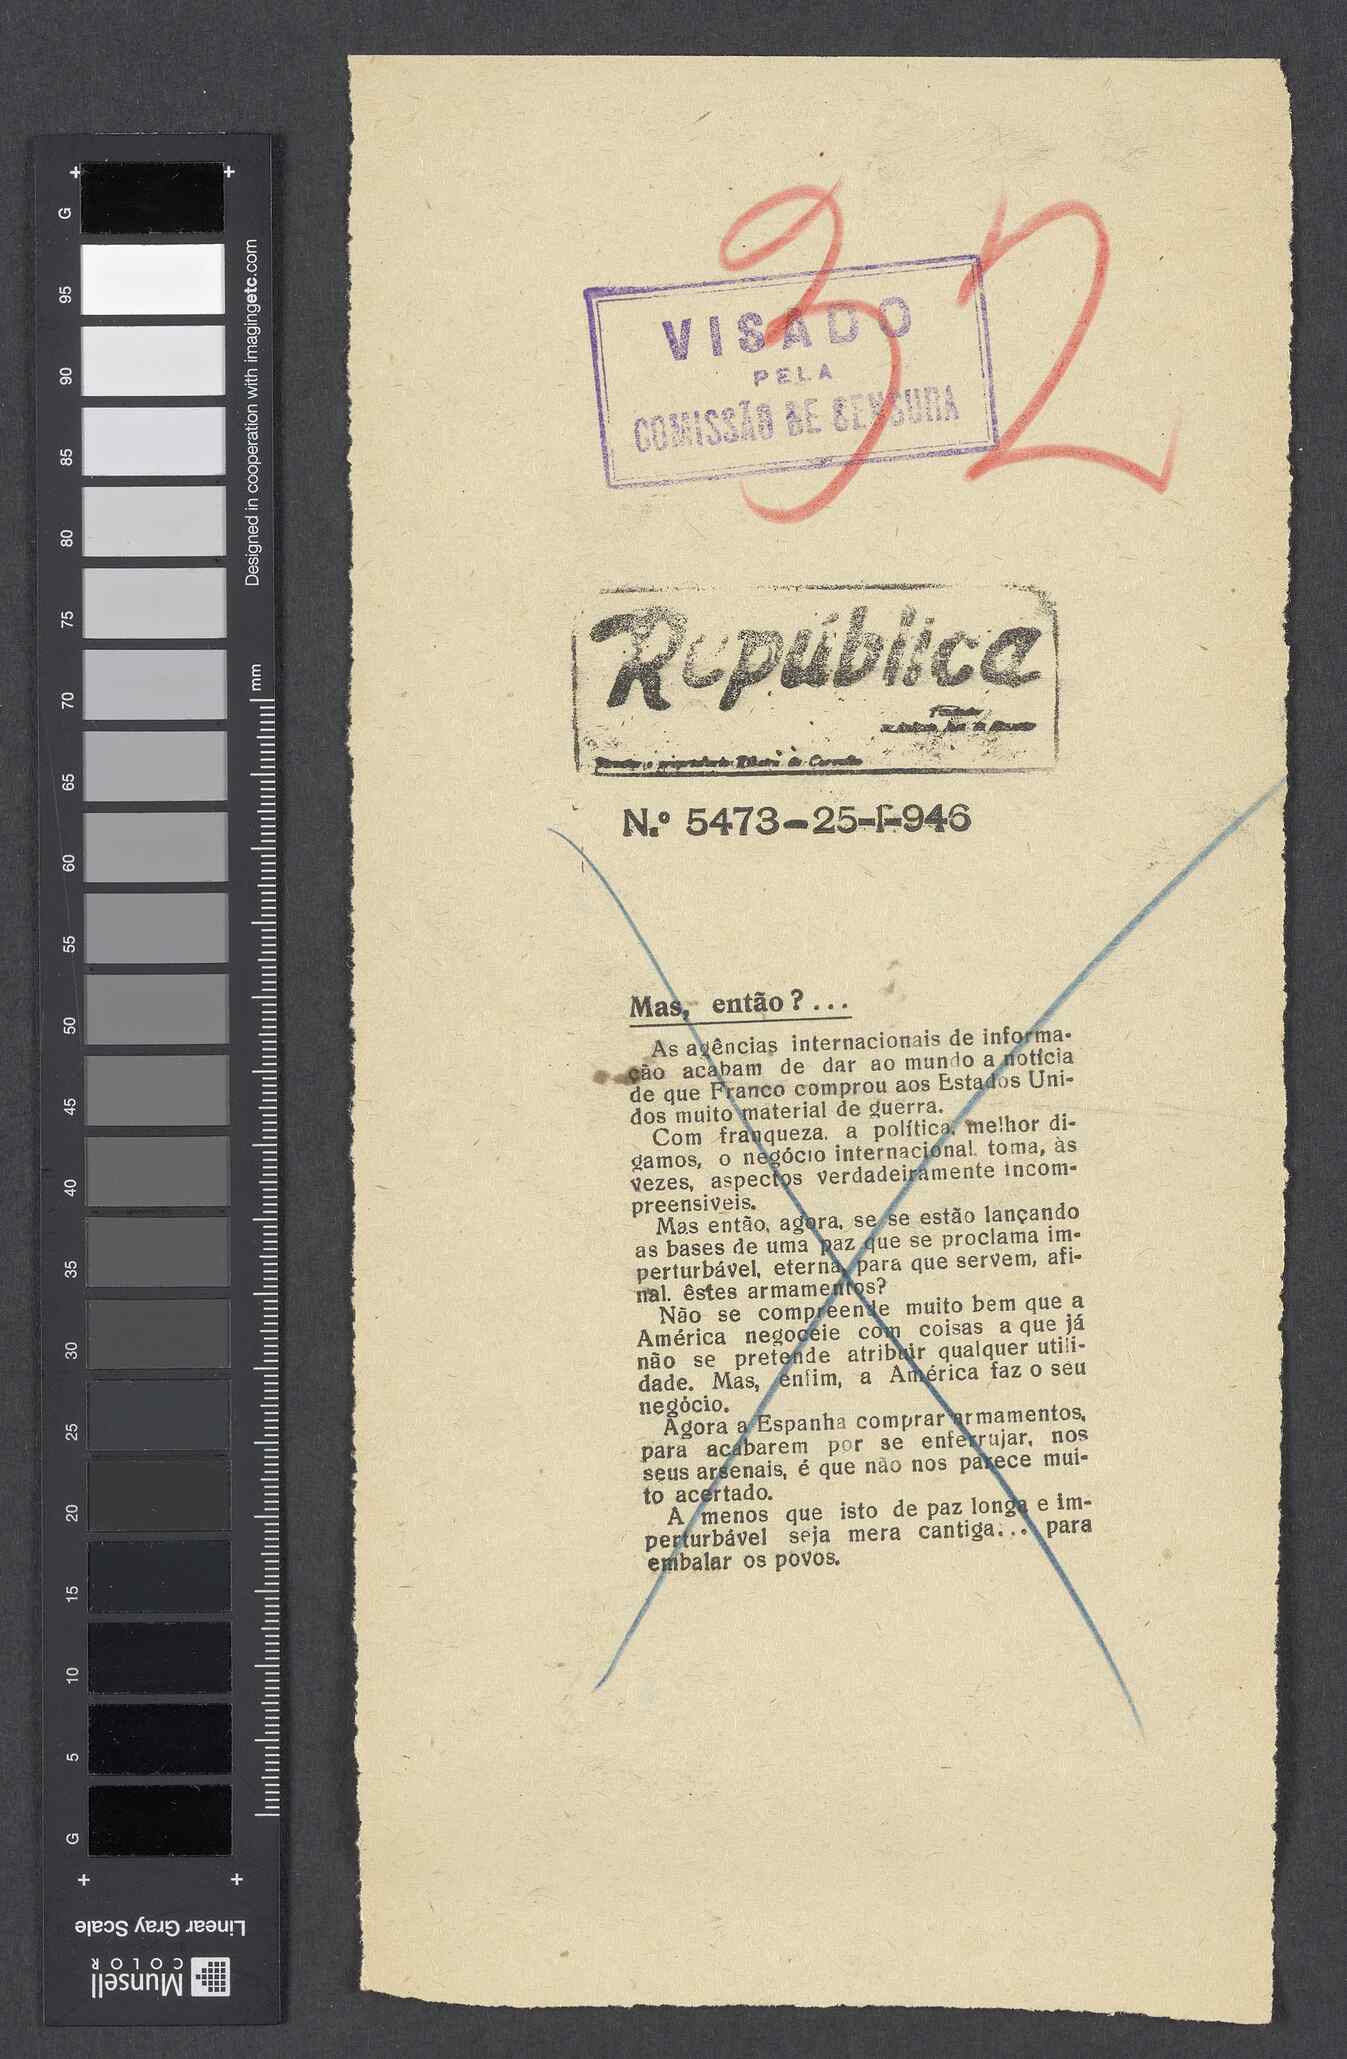 32
VISADO
PELA
COMISSÃO DE CENSURA
República
Fundador
Director e proprietario Ribeiro de Carvalho
N.º 5473-25-I-946
Mas, então?...
As agências internacionais de informa-
ção acabam de dar ao mundo a notícia
de que Franco comprou aos Estados Uni-
dos muito material de guerra.
Com franqueza, a política, melhor di-
gamos, o negócio internacional, toma, às
vezes, aspectos verdadeiramente incom-
preensíveis.
Mas então, agora, se se estão lançando
as bases de uma paz que se proclama im-
perturbável, eterna, para que servem, afi-
nal, êstes armamentos?
Não se compreende muito bem que a
América negoceie com coisas a que já
não se pretende atribuir qualquer utili-
dade. Mas, enfim, a América faz o seu
negócio.
Agora a Espanha comprar armamentos,
para acabarem por se enferrujar, nos
seus arsenais, é que não nos parece mui-
to acertado.
A menos que isto de paz longa e im-
perturbável seja mera cantiga... para
embalar os povos.
G
95
90
85
80
75
70
65
60
55
50
45
40
35
30
25
20
15
10
5
G
Designed in cooperation with imagingetc.com
mm
Linear Gray Scale
Munsell
COLOR